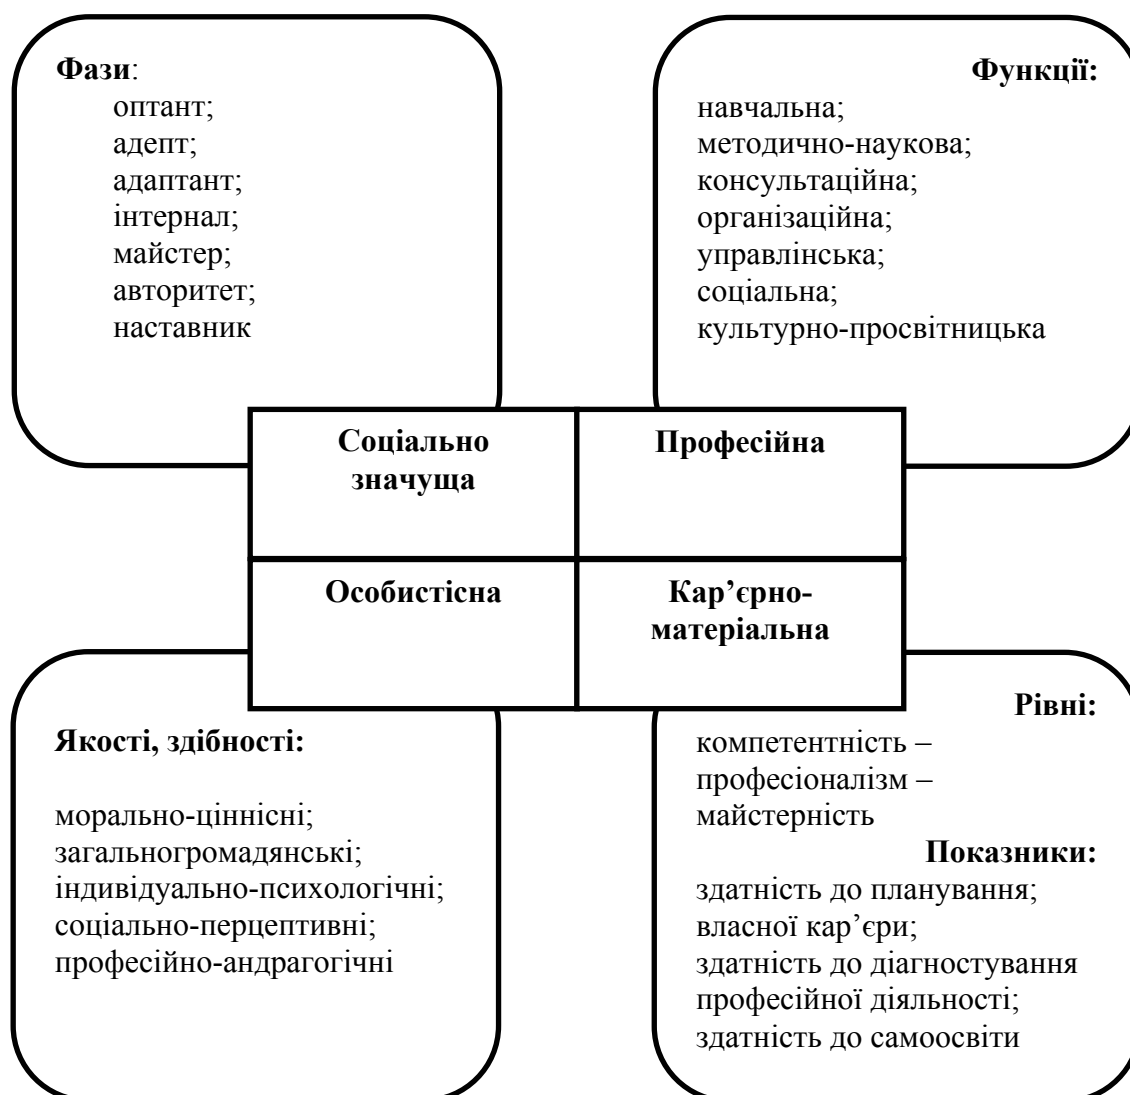 Фази:
оптант;
адепт;
адаптант;
інтернал;
майстер;
авторитет;
наставник
Функції:
навчальна;
методично-наукова;
консультаційна;
організаційна;
управлінська;
соціальна;
культурно-просвітницька
Соціально
значуща
Професійна
Особистісна
Кар’єрно-
матеріальна
Якості, здібності:
морально-ціннісні;
загальногромадянські;
індивідуально-психологічні;
соціально-перцептивні;
професійно-андрагогічні
Рівні:
компетентність –
професіоналізм –
майстерність
Показники:
здатність до планування;
власної кар’єри;
здатність до діагностування
професійної діяльності;
здатність до самоосвіти